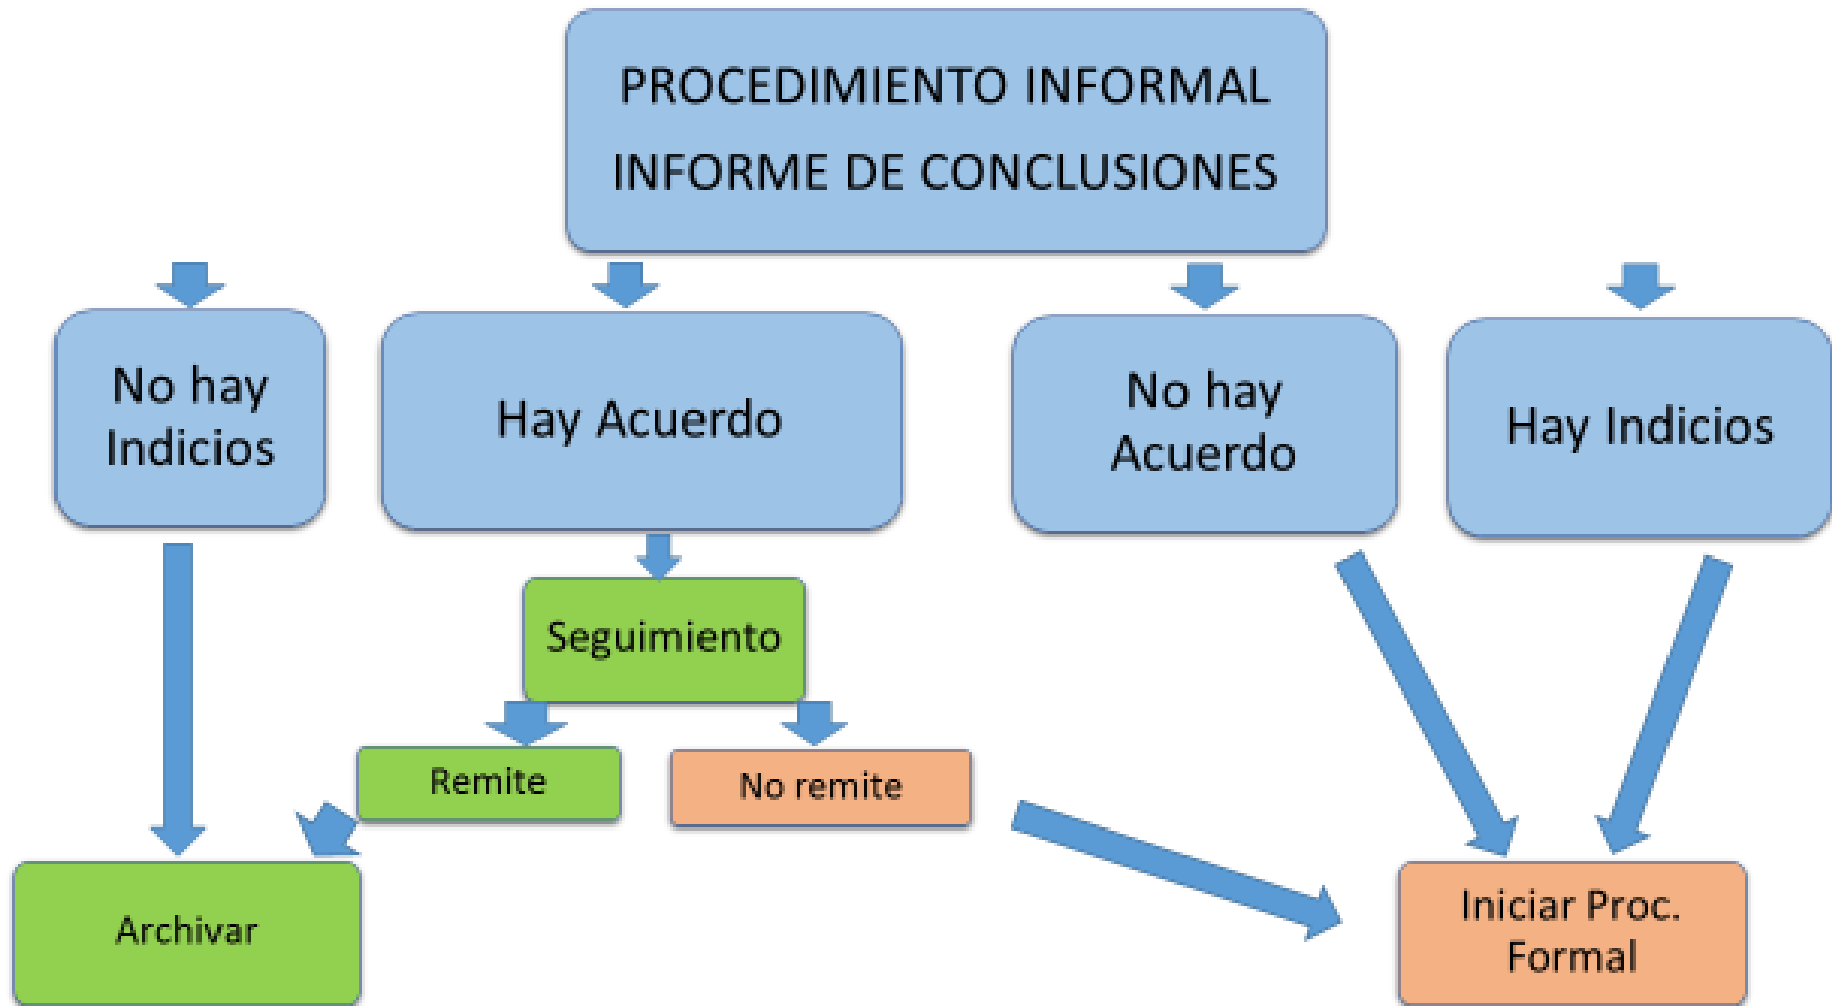 PROCEDIMIENTO INFORMAL
INFORME DE CONCLUSIONES
No hay
Indicios
Hay Acuerdo
No hay
Acuerdo
Hay Indicios
Seguimiento
Remite
No remite
Archivar
Iniciar Proc.
Formal